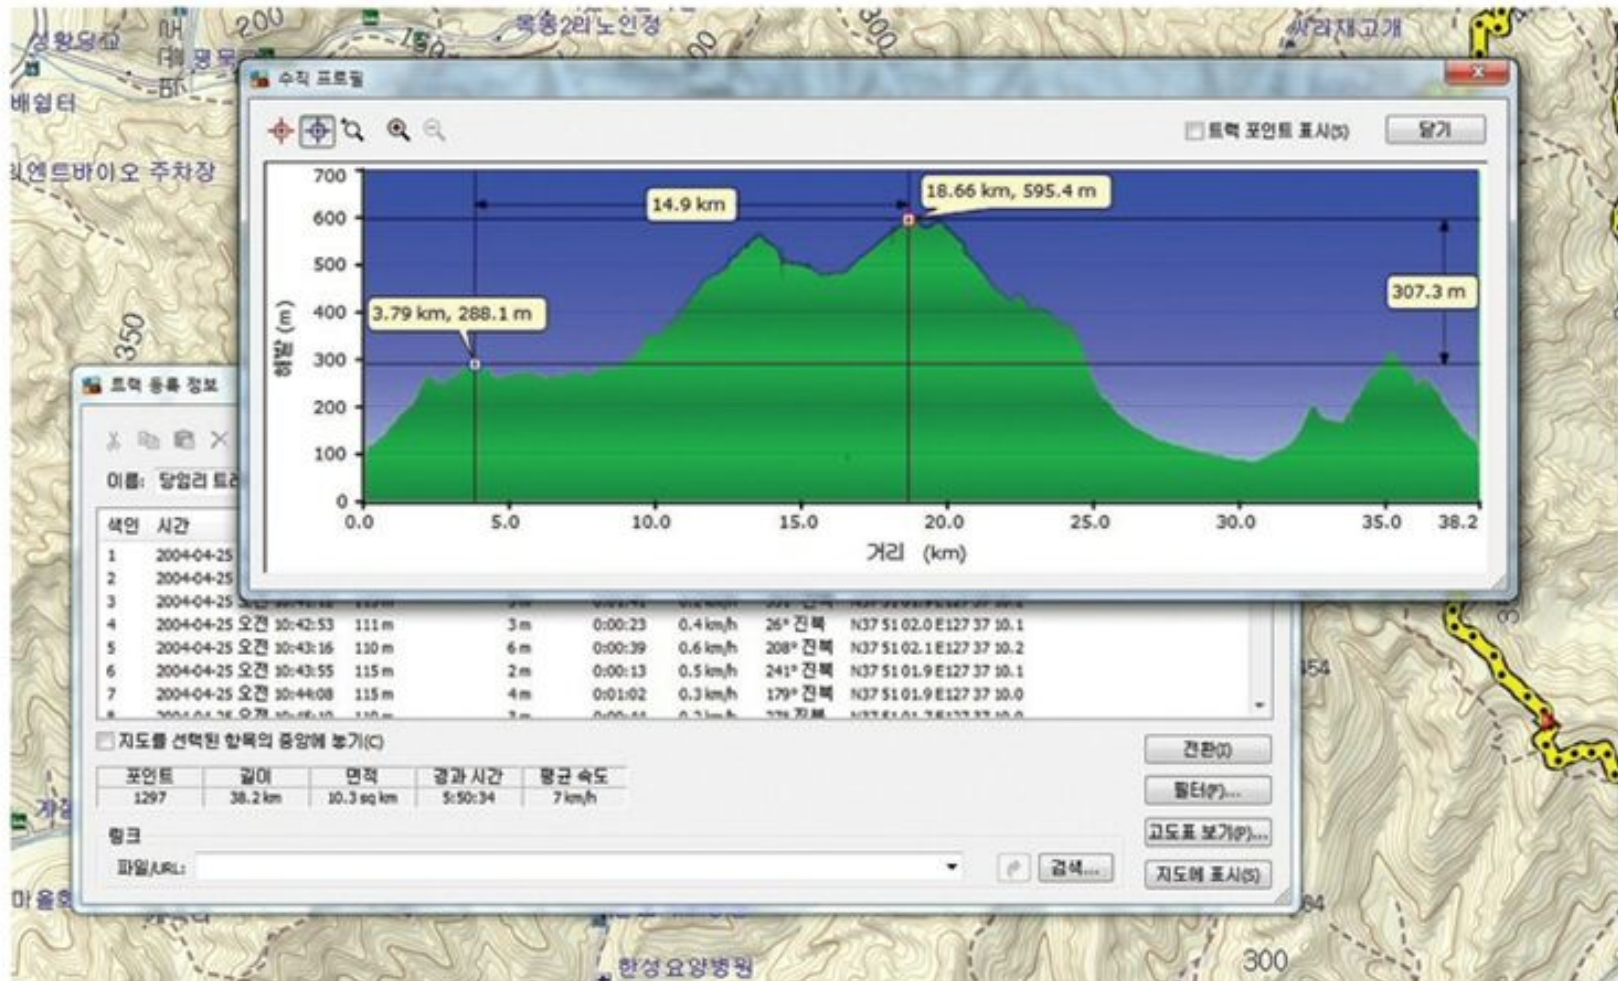 200
목동2리노인정
300
싸리재고개
배쉼터
주차장
350
수직 프로필
트랙 포인트 표시(S)
닫기
700
600
500
400
300
200
100
0
해발 (m)
14.9 km
18.66 km, 595.4 m
3.79 km, 288.1 m
307.3 m
0.0 5.0 10.0 15.0 20.0 25.0 30.0 35.0 38.2
거리 (km)
트랙 등록 정보
이름:
색인 시간
1 2004-04-25
2 2004-04-25
3 2004-04-25
4 2004-04-25 오전 10:42:53 111 m 3 m 0:00:23 0.4 km/h 26° 진북 N37 51 02.0 E127 37 10.1
5 2004-04-25 오전 10:43:16 110 m 6 m 0:00:39 0.6 km/h 208° 진북 N37 51 02.1 E127 37 10.2
6 2004-04-25 오전 10:43:55 115 m 2 m 0:00:13 0.5 km/h 241° 진북 N37 51 01.9 E127 37 10.1
7 2004-04-25 오전 10:44:08 115 m 4 m 0:01:02 0.3 km/h 179° 진북 N37 51 01.9 E127 37 10.0
지도를 선택된 항목의 중앙에 놓기(C)
포인트 길이 면적 경과 시간 평균 속도
1297 38.2 km 10.3 sq km 5:50:34 7 km/h
전환(I)
필터(F)...
고도표 보기(P)...
지도에 표시(S)
링크
파일/URL:
검색...
454
한성요양병원
300